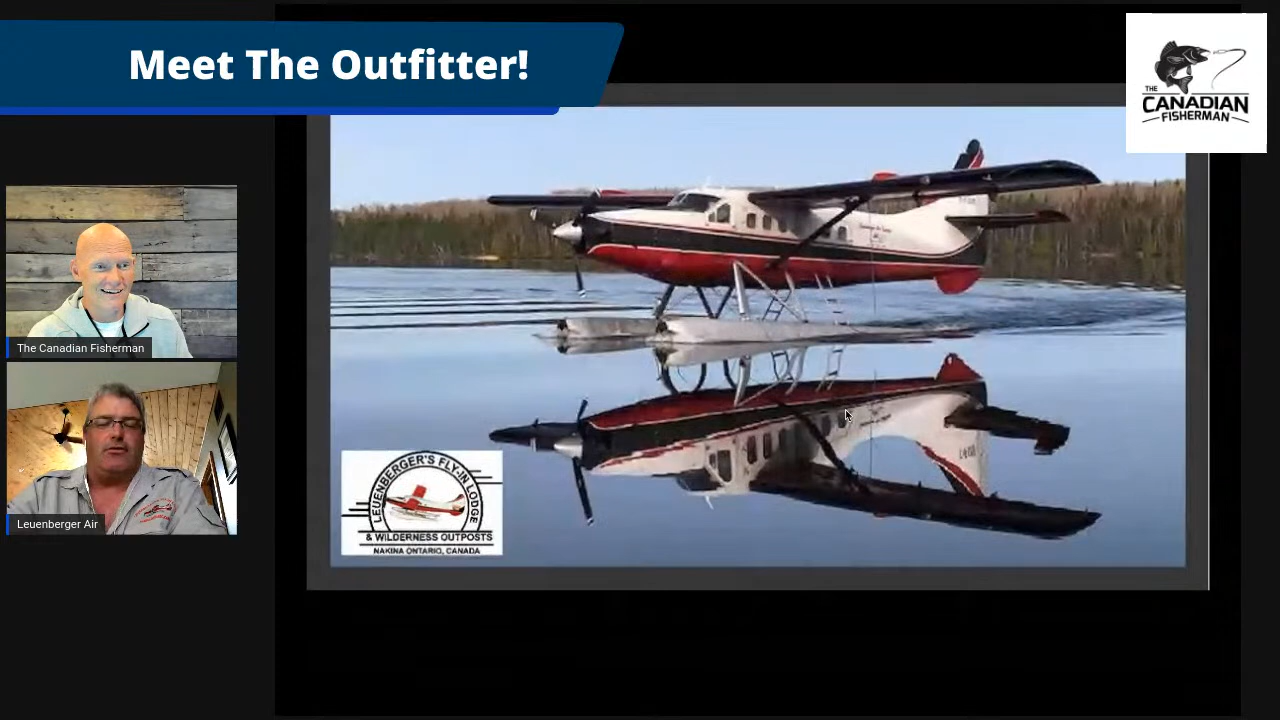 Meet The Outfitter!
THE
CANADIAN
FISHERMAN
The Canadian Fisherman
Leuenberger Air
LEUENBERGER'S FLY-IN LODGE
& WILDERNESS OUTPOSTS
NAKINA ONTARIO, CANADA